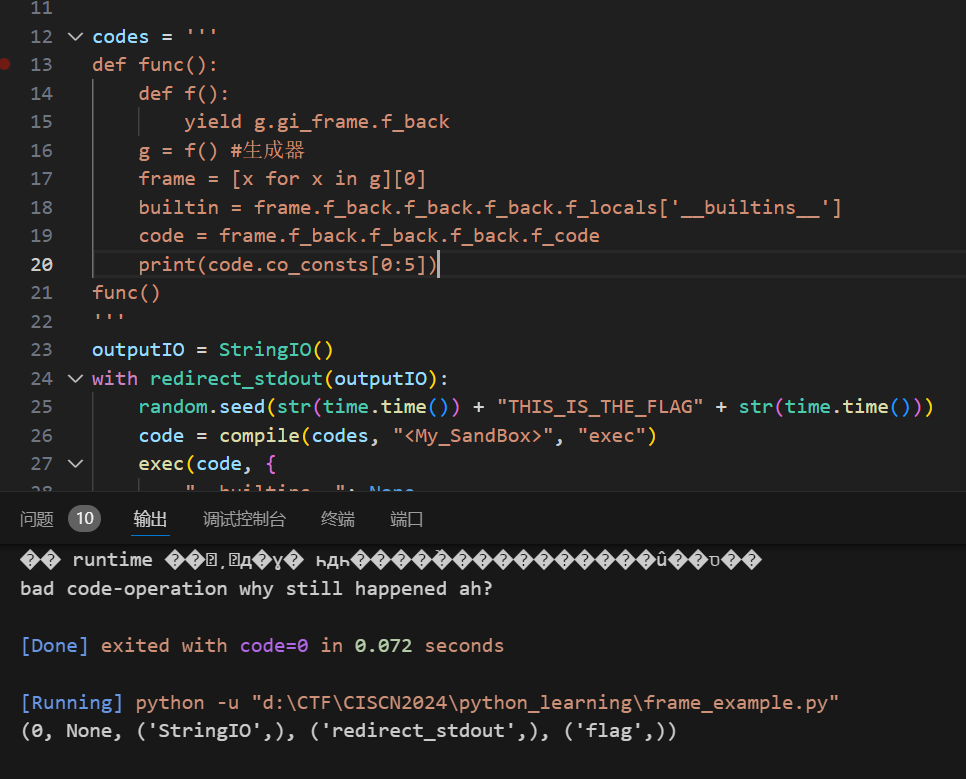 11
12 codes = '''
13 def func():
14     def f():
15         yield g.gi_frame.f_back
16     g = f() #生成器
17     frame = [x for x in g][0]
18     builtin = frame.f_back.f_back.f_back.f_locals['__builtins__']
19     code = frame.f_back.f_back.f_back.f_code
20     print(code.co_consts[0:5])
21 func()
22 '''
23 outputIO = StringIO()
24 with redirect_stdout(outputIO):
25     random.seed(str(time.time()) + "THIS_IS_THE_FLAG" + str(time.time()))
26     code = compile(codes, "<My_SandBox>", "exec")
27     exec(code, {
28         "__builtins__": None
问题 10 输出 调试控制台 终端 端口
runtime
bad code-operation why still happened ah?
[Done] exited with code=0 in 0.072 seconds
[Running] python -u "d:\CTF\CISCN2024\python_learning\frame_example.py"
(0, None, ('StringIO',), ('redirect_stdout',), ('flag',))